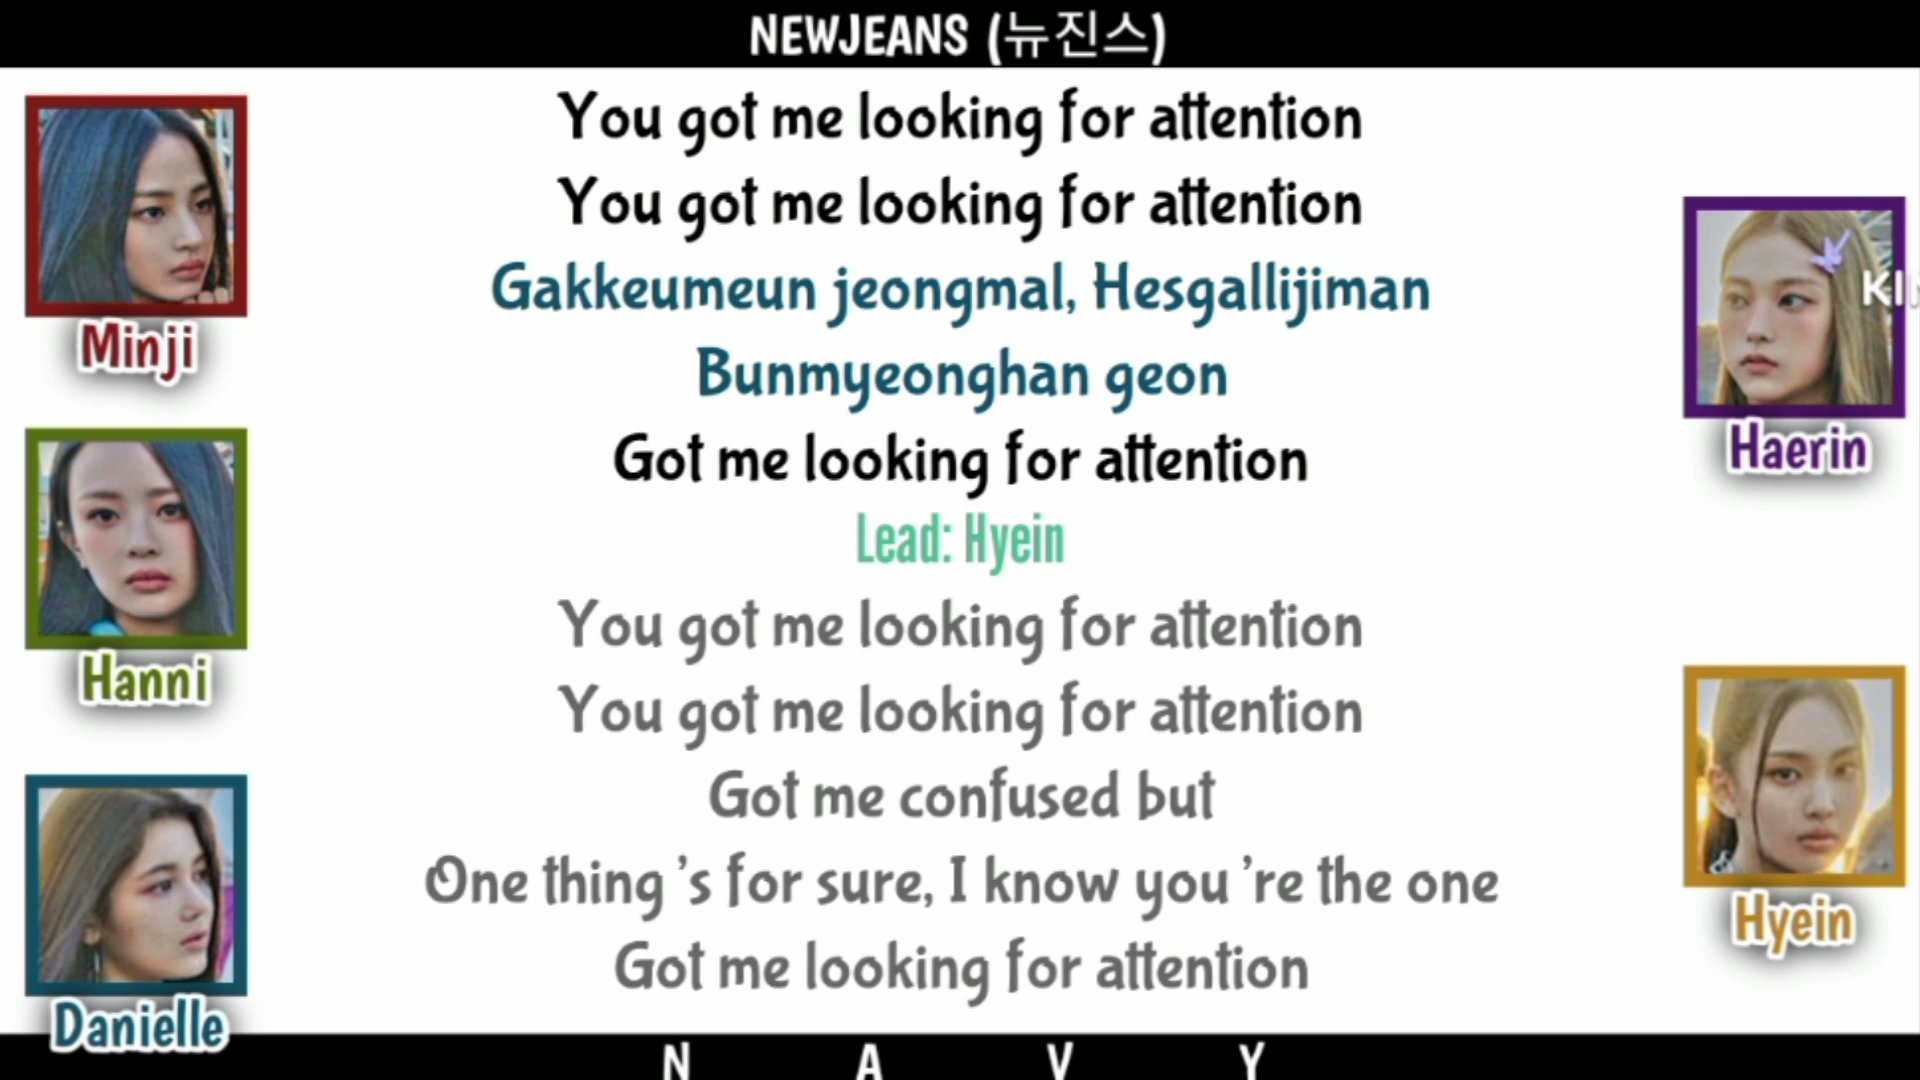 NEWJEANS (뉴진스)
You got me looking for attention
You got me looking for attention
Gakkeumeun jeongmal, Hesgallijiman
Bunmyeonghan geon
Got me looking for attention
Lead: Hyein
You got me looking for attention
You got me looking for attention
Got me confused but
One thing's for sure, I know you're the one
Got me looking for attention
Minji
Hanni
Danielle
Haerin
Hyein
N A V Y